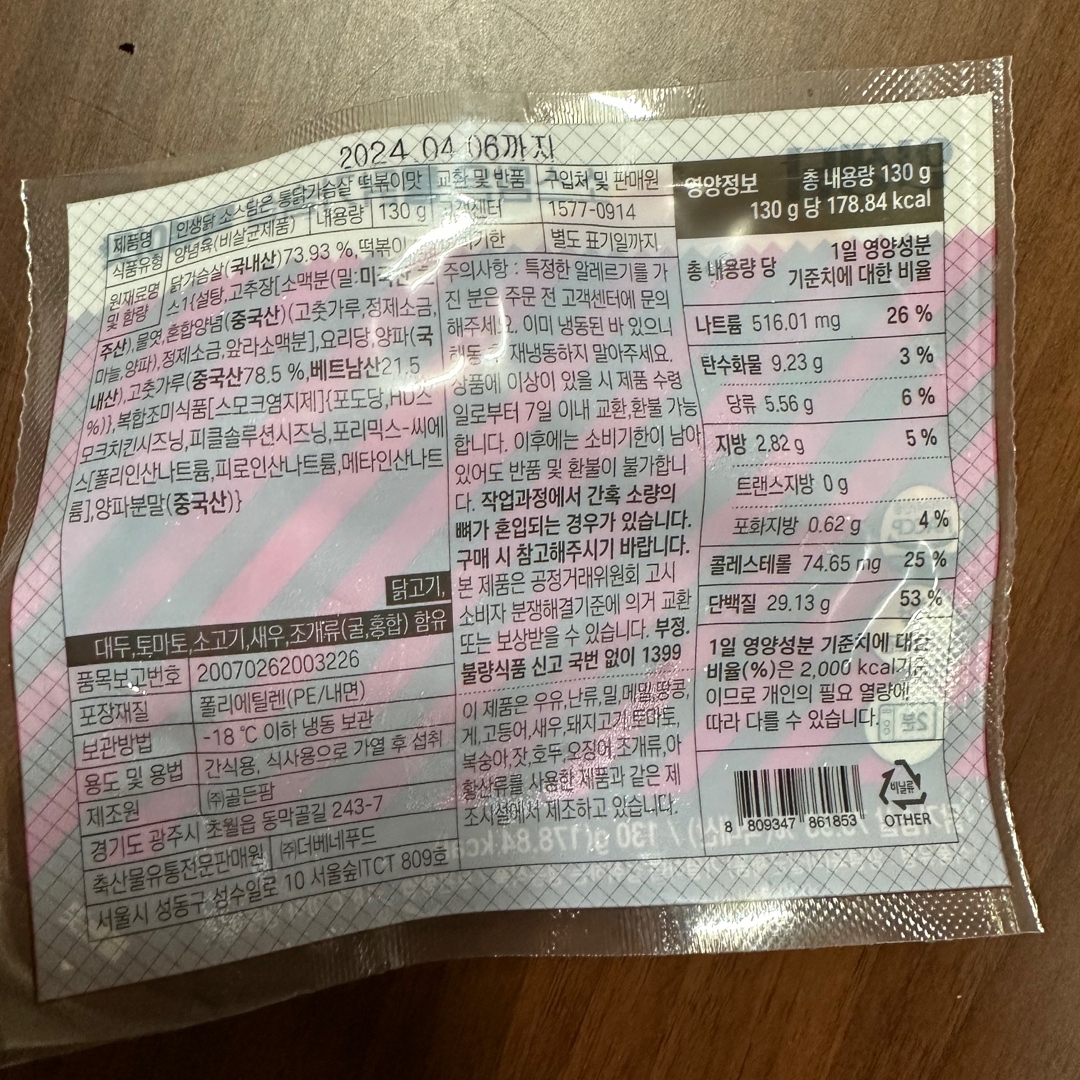 2024.04.06까지
제품명 인생닭 소스담은 통닭가슴살 떡볶이맛
식품유형 양념육(비살균제품) 내용량 130 g
원재료명 및 함량 닭가슴살(국내산)73.93 %, 떡볶이
스1{설탕,고추장[소맥분(밀:미국
주산),물엿,혼합양념(중국산)(고춧가루,정제소금,
마늘,양파),정제소금,앞라소맥분],요리당,양파(국
내산),고춧가루(중국산78.5 %,베트남산21.5
%)},복합조미식품[스모크염지제]{포도당,HD스
모크치킨시즈닝,피클솔루션시즈닝,포리믹스-씨에
스[폴리인산나트륨,피로인산나트륨,메타인산나트
륨],양파분말(중국산)}
닭고기,
대두,토마토,소고기,새우,조개류(굴,홍합) 함유
품목보고번호 20070262003226
포장재질 폴리에틸렌(PE/내면)
보관방법 -18 ℃ 이하 냉동 보관
용도 및 용법 간식용, 식사용으로 가열 후 섭취
제조원 ㈜골든팜
경기도 광주시 초월읍 동막골길 243-7
축산물유통전문판매원 ㈜더베네푸드
서울시 성동구 성수일로 10 서울숲ITCT 809호
교환 및 반품 구입처 및 판매원
고객센터 1577-0914
별도 표기일까지
주의사항 : 특정한 알레르기를 가
진 분은 주문 전 고객센터에 문의
해주세요. 이미 냉동된 바 있으니
해동 재냉동하지 말아주세요.
상품에 이상이 있을 시 제품 수령
일로부터 7일 이내 교환,환불 가능
합니다. 이후에는 소비기한이 남아
있어도 반품 및 환불이 불가합니
다. 작업과정에서 간혹 소량의
뼈가 혼입되는 경우가 있습니다.
구매 시 참고해주시기 바랍니다.
본 제품은 공정거래위원회 고시
소비자 분쟁해결기준에 의거 교환
또는 보상받을 수 있습니다. 부정,
불량식품 신고 국번 없이 1399
이 제품은 우유,난류,밀,메밀,땅콩,
게,고등어,새우,돼지고기,토마토,
복숭아,잣,호두,오징어,조개류,아
황산류를 사용한 제품과 같은 제
조시설에서 제조하고 있습니다.
영양정보 총 내용량 130 g
130 g 당 178.84 kcal
총 내용량 당 1일 영양성분
기준치에 대한 비율
나트륨 516.01 mg 26 %
탄수화물 9.23 g 3 %
당류 5.56 g 6 %
지방 2.82 g 5 %
트랜스지방 0 g
포화지방 0.62 g 4 %
콜레스테롤 74.65 mg 25 %
단백질 29.13 g 53 %
1일 영양성분 기준치에 대한
비율(%)은 2,000 kcal기준
이므로 개인의 필요 열량에
따라 다를 수 있습니다.
비닐류
OTHER
8 809347 861853